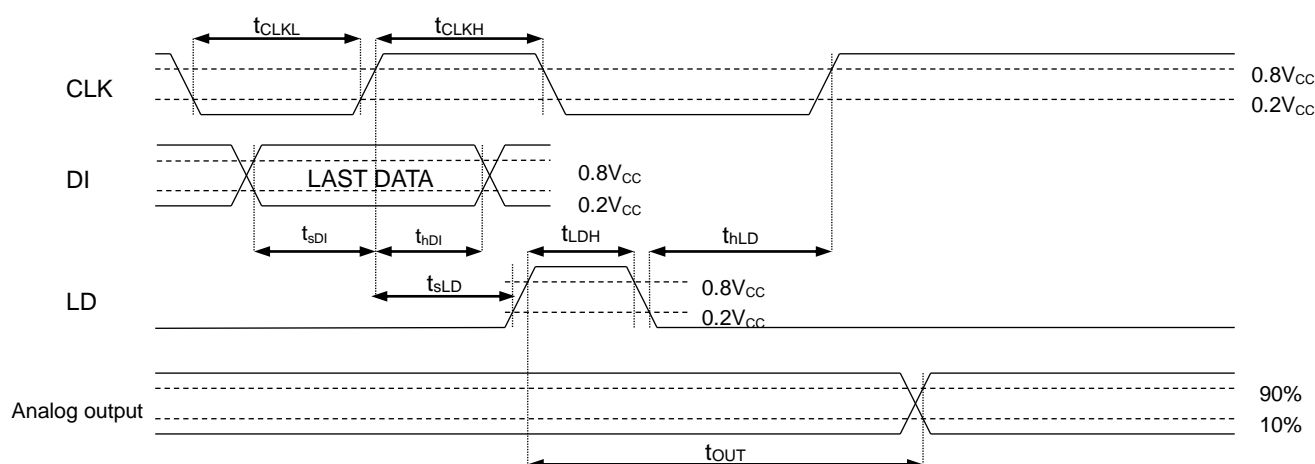 tCLKL
tCLKH
CLK
0.8VCC
0.2VCC
DI
LAST DATA
0.8VCC
0.2VCC
tsDI
thDI
tLDH
thLD
tsLD
LD
0.8VCC
0.2VCC
Analog output
90%
10%
tOUT